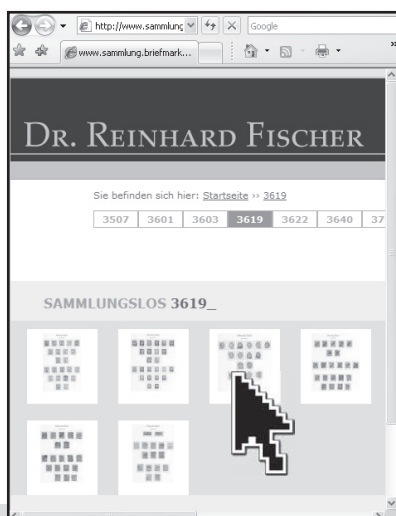 http://www.sammlung
Google
www.sammlung.briefmark...
DR. REINHARD FISCHER
Sie befinden sich hier: Startseite ›› 3619
3507 3601 3603 3619 3622 3640 37
SAMMLUNGSLOS 3619_